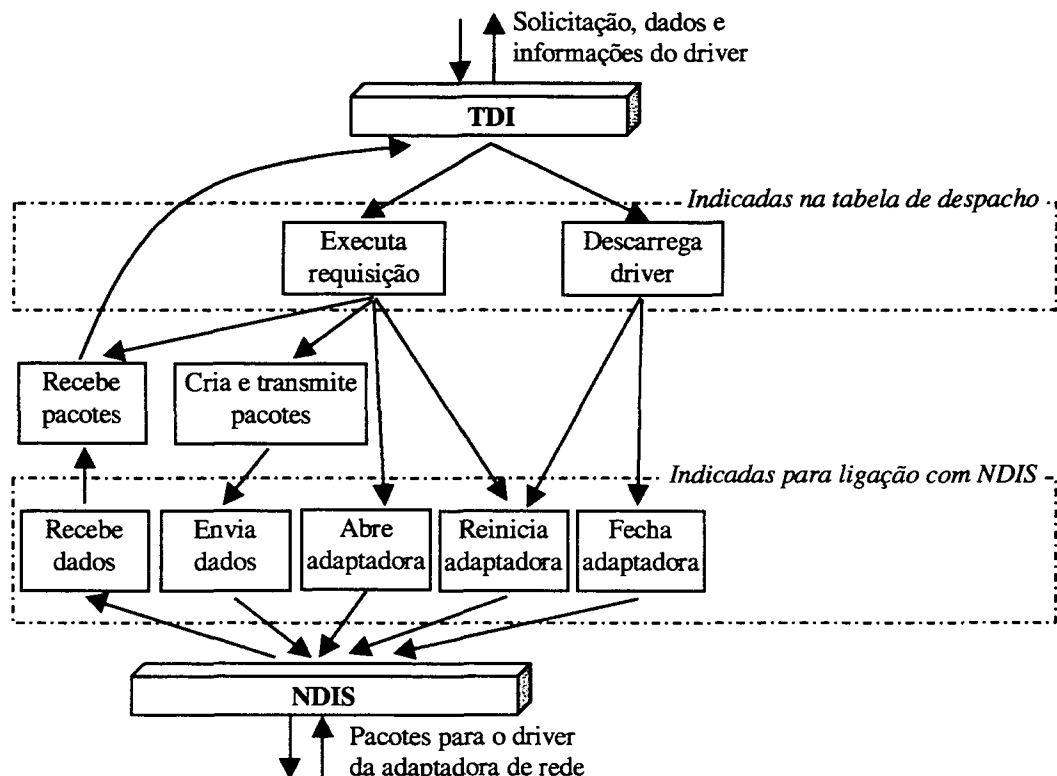 Solicitação, dados e
informações do driver
TDI
Indicadas na tabela de despacho
Executa
requisição
Descarrega
driver
Recebe
pacotes
Cria e transmite
pacotes
Indicadas para ligação com NDIS
Recebe
dados
Envia
dados
Abre
adaptadora
Reinicia
adaptadora
Fecha
adaptadora
NDIS
Pacotes para o driver
da adaptadora de rede